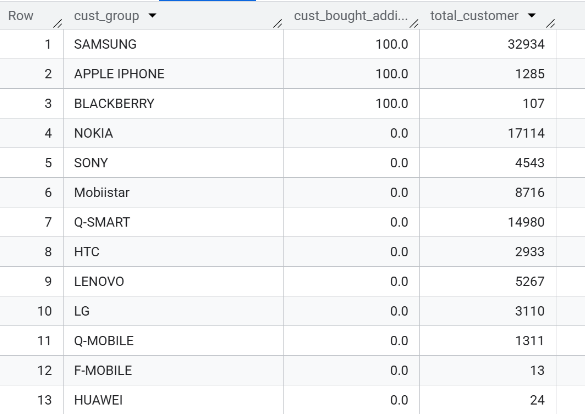 Row cust_group cust_bought_addi... total_customer
1 SAMSUNG 100.0 32934
2 APPLE IPHONE 100.0 1285
3 BLACKBERRY 100.0 107
4 NOKIA 0.0 17114
5 SONY 0.0 4543
6 Mobiistar 0.0 8716
7 Q-SMART 0.0 14980
8 HTC 0.0 2933
9 LENOVO 0.0 5267
10 LG 0.0 3110
11 Q-MOBILE 0.0 1311
12 F-MOBILE 0.0 13
13 HUAWEI 0.0 24